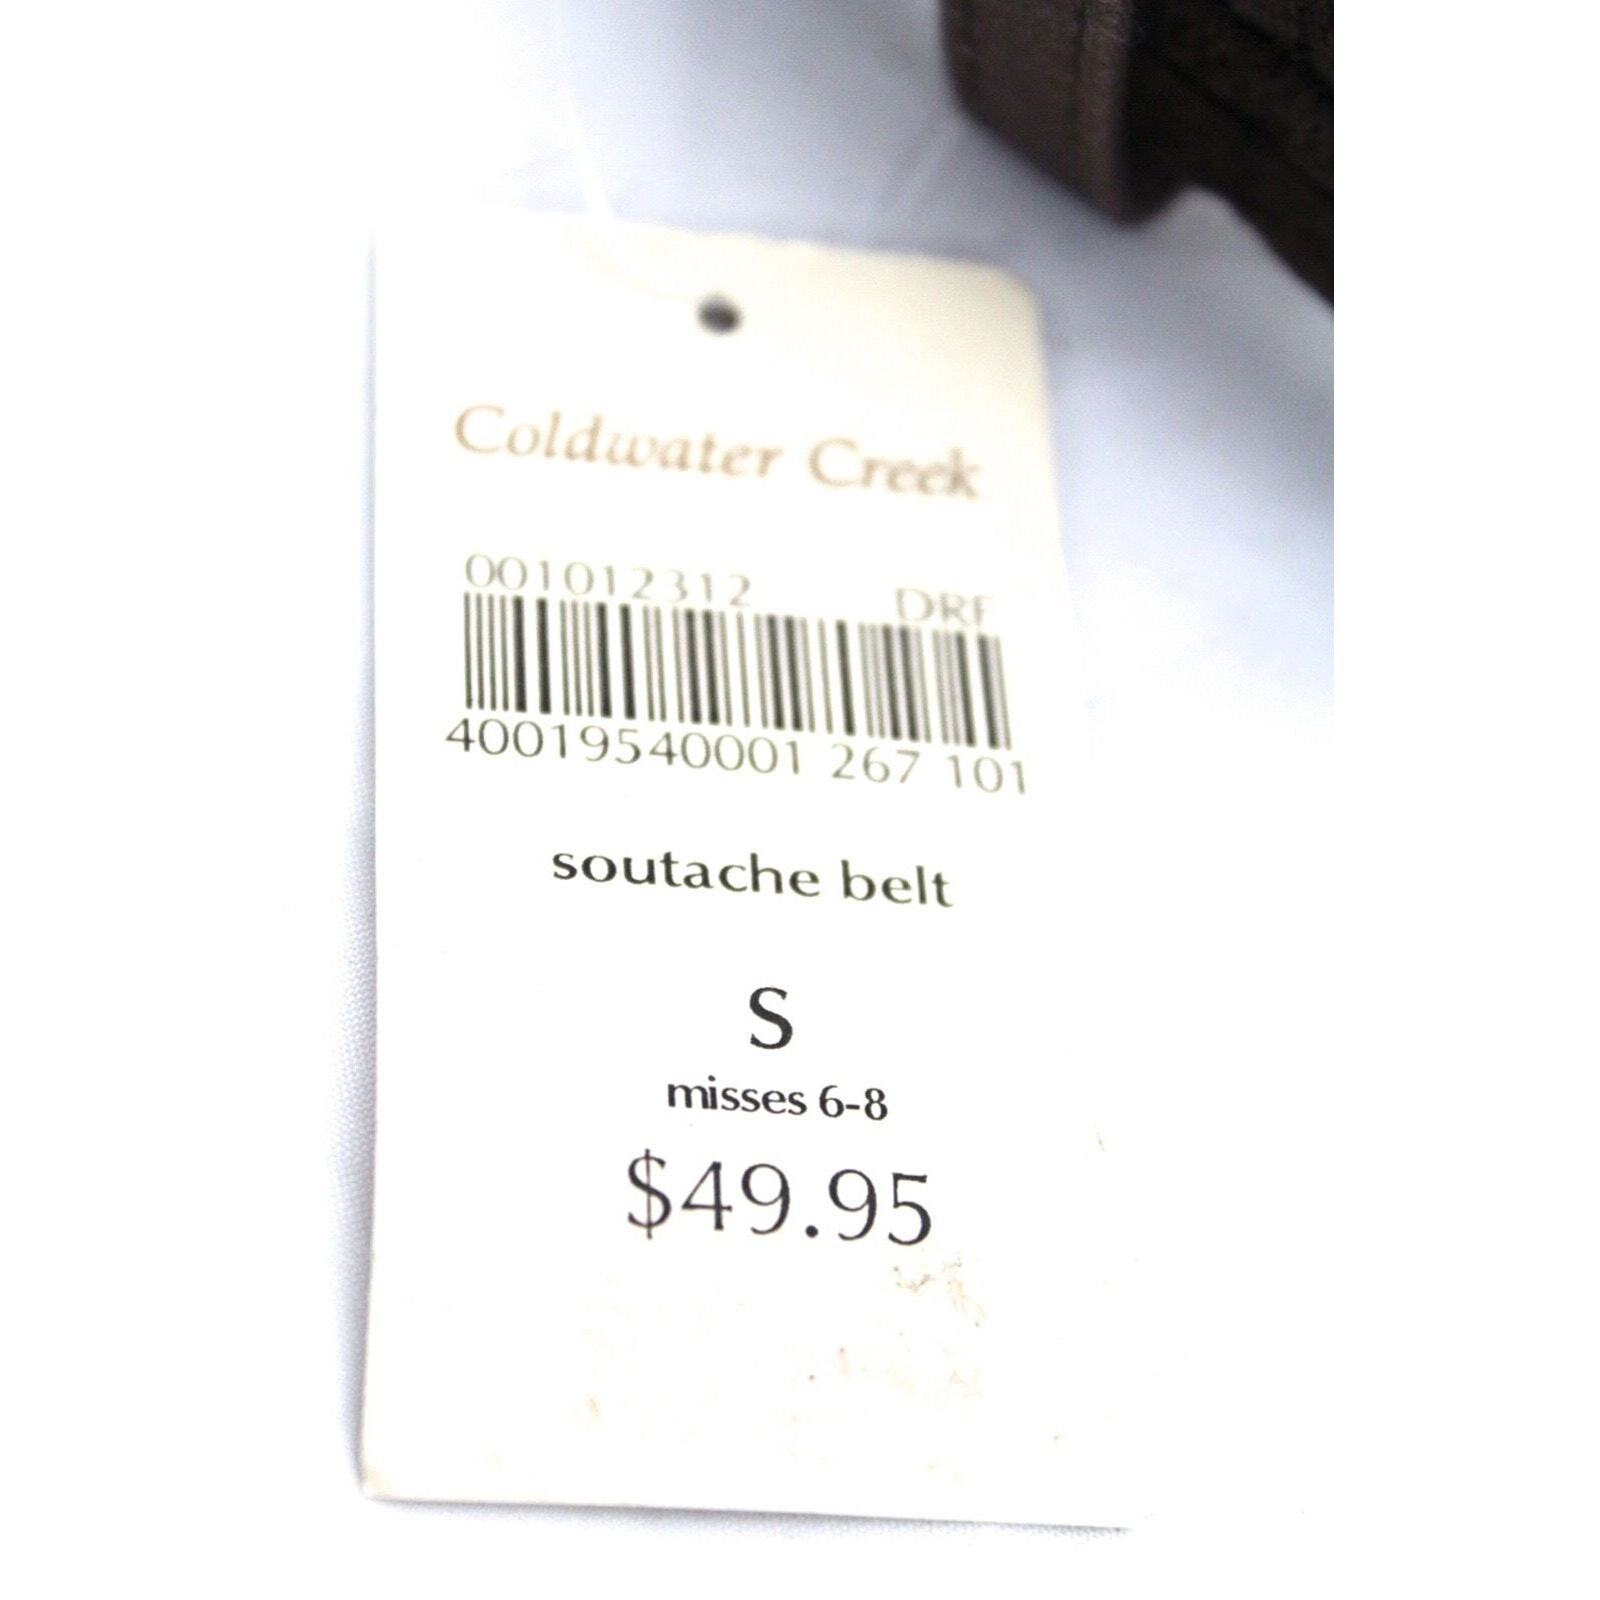 Coldwater Creek
001012312 DRF
40019540001 267 101
soutache belt
S
misses 6-8
$49.95